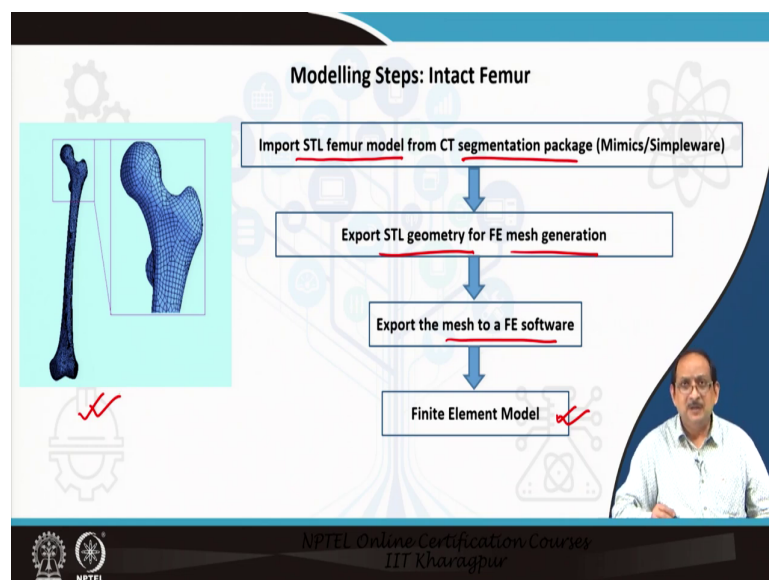 Modelling Steps: Intact Femur
Import STL femur model from CT segmentation package (Mimics/Simpleware)
Export STL geometry for FE mesh generation
Export the mesh to a FE software
Finite Element Model
NPTEL Online Certification Courses
IIT Kharagpur
NPTEL